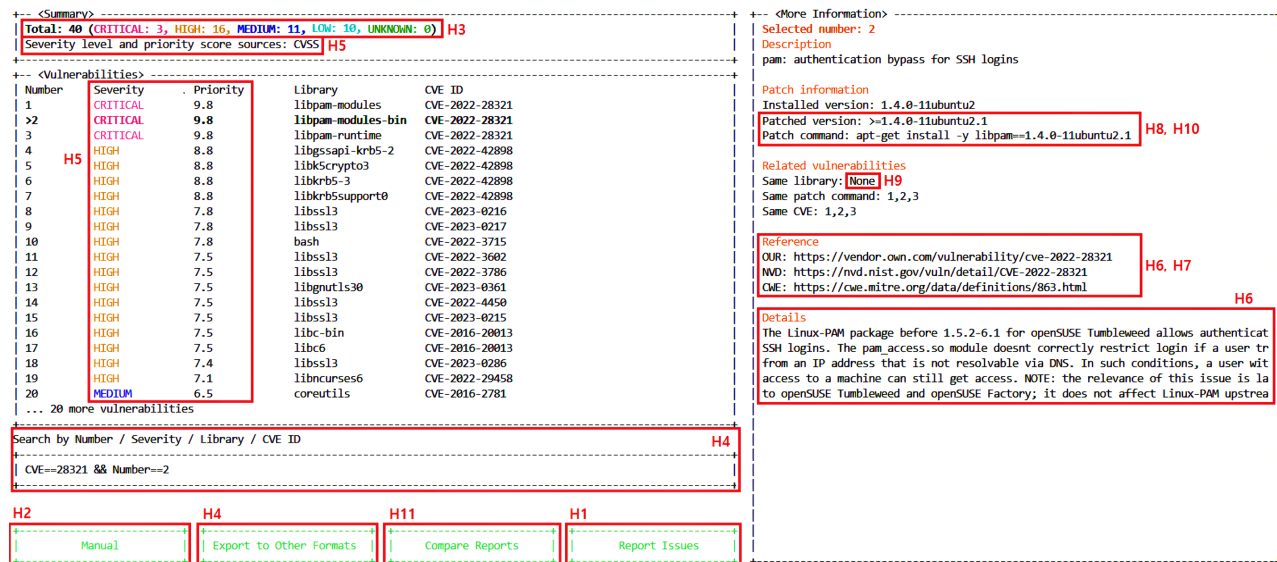 <Summary>
Total: 40 (CRITICAL: 3, HIGH: 16, MEDIUM: 11, LOW: 10, UNKNOWN: 0) H3
Severity level and priority score sources: CVSS H5
<Vulnerabilities>
Number Severity . Priority Library CVE ID
1 CRITICAL 9.8 libpam-modules CVE-2022-28321
>2 CRITICAL 9.8 libpam-modules-bin CVE-2022-28321
3 CRITICAL 9.8 libpam-runtime CVE-2022-28321
4 HIGH 8.8 libgssapi-krb5-2 CVE-2022-42898
H5
5 HIGH 8.8 libk5crypto3 CVE-2022-42898
6 HIGH 8.8 libkrb5-3 CVE-2022-42898
7 HIGH 8.8 libkrb5support0 CVE-2022-42898
8 HIGH 7.8 libssl3 CVE-2023-0216
9 HIGH 7.8 libssl3 CVE-2023-0217
10 HIGH 7.8 bash CVE-2022-3715
11 HIGH 7.5 libssl3 CVE-2022-3602
12 HIGH 7.5 libssl3 CVE-2022-3786
13 HIGH 7.5 libgnutls30 CVE-2023-0361
14 HIGH 7.5 libssl3 CVE-2022-4450
15 HIGH 7.5 libssl3 CVE-2023-0215
16 HIGH 7.5 libc-bin CVE-2016-20013
17 HIGH 7.5 libc6 CVE-2016-20013
18 HIGH 7.4 libssl3 CVE-2023-0286
19 HIGH 7.1 libncurses6 CVE-2022-29458
20 MEDIUM 6.5 coreutils CVE-2016-2781
... 20 more vulnerabilities
Search by Number / Severity / Library / CVE ID H4
CVE==28321 && Number==2
H2 H4 H11 H1
Manual Export to Other Formats Compare Reports Report Issues
<More Information>
Selected number: 2
Description
pam: authentication bypass for SSH logins
Patch information
Installed version: 1.4.0-11ubuntu2
Patched version: >=1.4.0-11ubuntu2.1
Patch command: apt-get install -y libpam==1.4.0-11ubuntu2.1
H8, H10
Related vulnerabilities
Same library: None H9
Same patch command: 1,2,3
Same CVE: 1,2,3
Reference
OUR: https://vendor.own.com/vulnerability/cve-2022-28321
NVD: https://nvd.nist.gov/vuln/detail/CVE-2022-28321
CWE: https://cwe.mitre.org/data/definitions/863.html
H6, H7
H6
Details
The Linux-PAM package before 1.5.2-6.1 for openSUSE Tumbleweed allows authenticat
SSH logins. The pam_access.so module doesnt correctly restrict login if a user tr
from an IP address that is not resolvable via DNS. In such conditions, a user wit
access to a machine can still get access. NOTE: the relevance of this issue is la
to openSUSE Tumbleweed and openSUSE Factory; it does not affect Linux-PAM upstrea